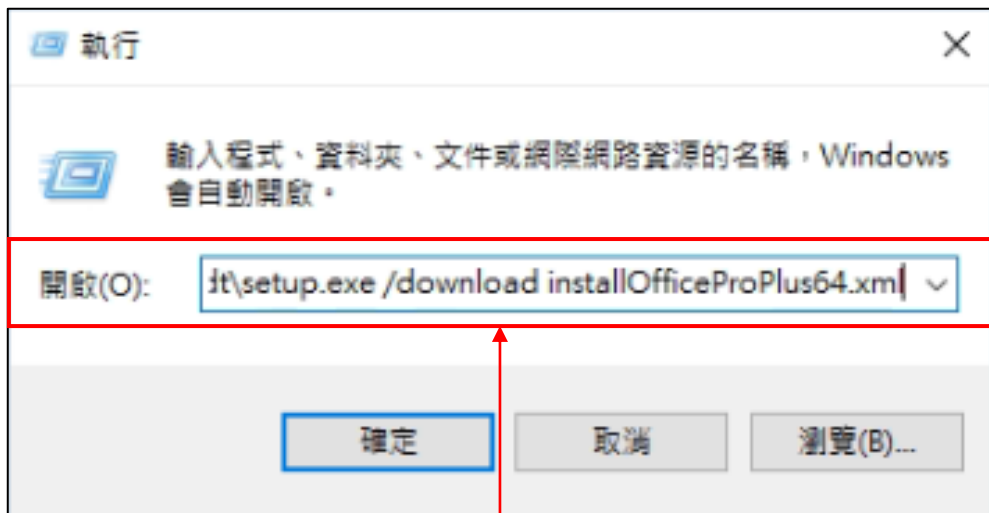 執行
輸入程式、資料夾、文件或網際網路資源的名稱，Windows
會自動開啟。
開啟(O):
\setup.exe /download installOfficeProPlus64.xml
確定
取消
瀏覽(B)...